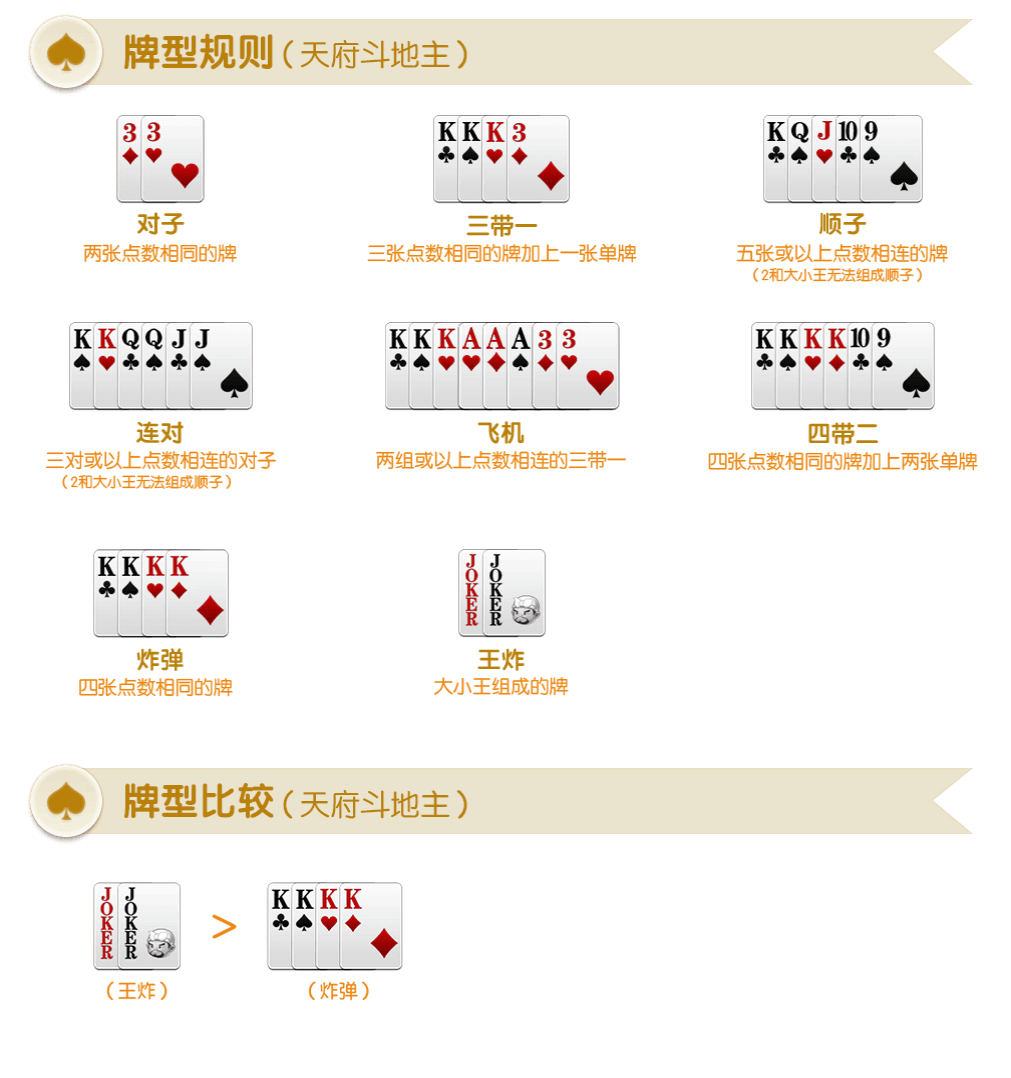 牌型规则（天府斗地主）
3 3
K K K 3
K Q J 10 9
对子
三带一
顺子
两张点数相同的牌
三张点数相同的牌加上一张单牌
五张或以上点数相连的牌
（2和大小王无法组成顺子）
K K Q Q J J
K K K A A A 3 3
K K K K 10 9
连对
飞机
四带二
三对或以上点数相连的对子
两组或以上点数相连的三带一
四张点数相同的牌加上两张单牌
（2和大小王无法组成顺子）
K K K K
JOKER JOKER
炸弹
王炸
四张点数相同的牌
大小王组成的牌
牌型比较（天府斗地主）
JOKER JOKER > K K K K
（王炸） （炸弹）